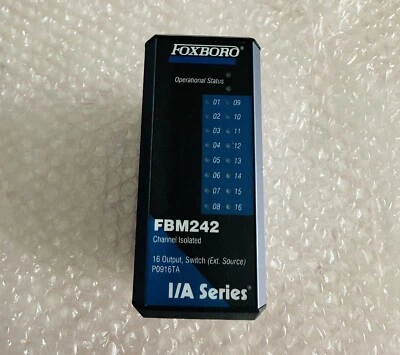 FOXBORO
Operational Status
01 09
02 10
03 11
04 12
05 13
06 14
07 15
08 16
FBM242
Channel Isolated
16 Output, Switch (Ext. Source)
P0916TA
I/A Series®